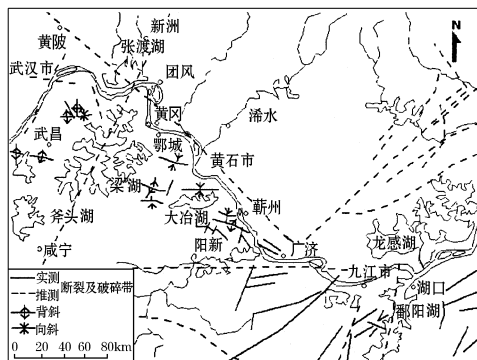 新洲
黄陂
张渡湖
N
武汉市
团风
黄冈
浠水
武昌
鄂城
黄石市
梁湖
蕲州
大冶湖
斧头湖
阳新
龙感湖
咸宁
广济
九江市
湖口
鄱阳湖
实测
推测
断裂及破碎带
背斜
向斜
0 20 40 60 80km